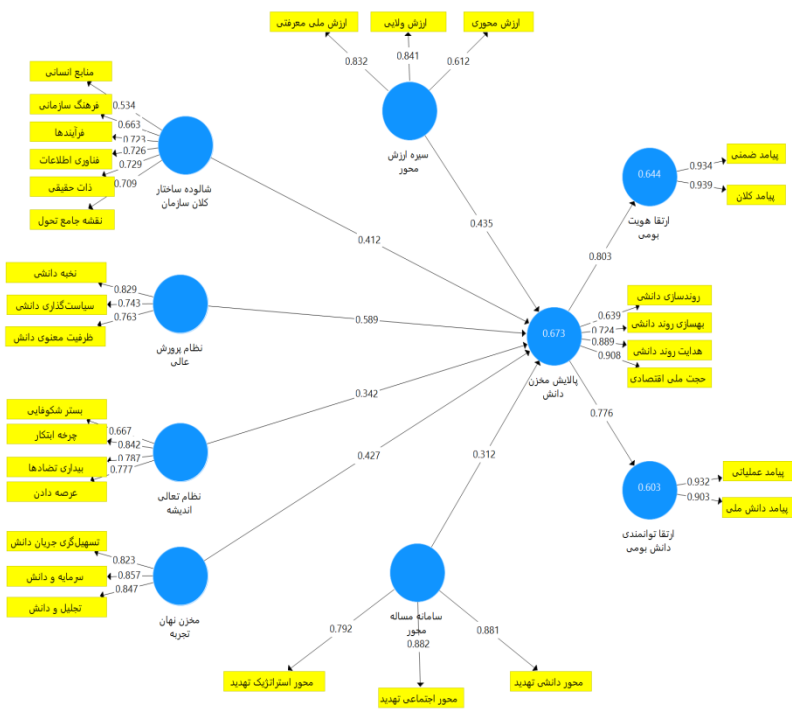 ارزش محوری
ارزش ولایی
ارزش ملی معرفتی
0.832
0.841
0.612
سیره ارزش
محور
منابع انسانی
فرهنگ سازمانی
فرآیندها
فناوری اطلاعات
ذات حقیقی
نقشه جامع تحول
0.534
0.663
0.723
0.726
0.729
0.709
شالوده ساختار
کلان سازمان
0.412
0.435
نخبه دانشی
سیاست‌گذاری دانشی
ظرفیت معنوی دانش
0.829
0.743
0.763
نظام پرورش
عالی
0.589
بستر شکوفایی
چرخه ابتکار
بیداری تضادها
عرصه دادن
0.667
0.842
0.787
0.777
نظام تعالی
اندیشه
0.342
تسهیل‌گری جریان دانش
سرمایه و دانش
تجلیل و دانش
0.823
0.857
0.847
مخزن نهان
تجربه
0.427
سامانه مساله
محور
0.312
0.792
0.882
0.881
محور استراتژیک تهدید
محور اجتماعی تهدید
محور دانشی تهدید
0.673
پالایش مخزن
دانش
0.639
0.724
0.889
0.908
روندسازی دانشی
بهسازی روند دانشی
هدایت روند دانشی
حجت ملی اقتصادی
0.803
0.644
ارتقا هویت
بومی
0.934
0.939
پیامد ضمنی
پیامد کلان
0.776
0.603
ارتقا توانمندی
دانش بومی
0.932
0.903
پیامد عملیاتی
پیامد دانش ملی